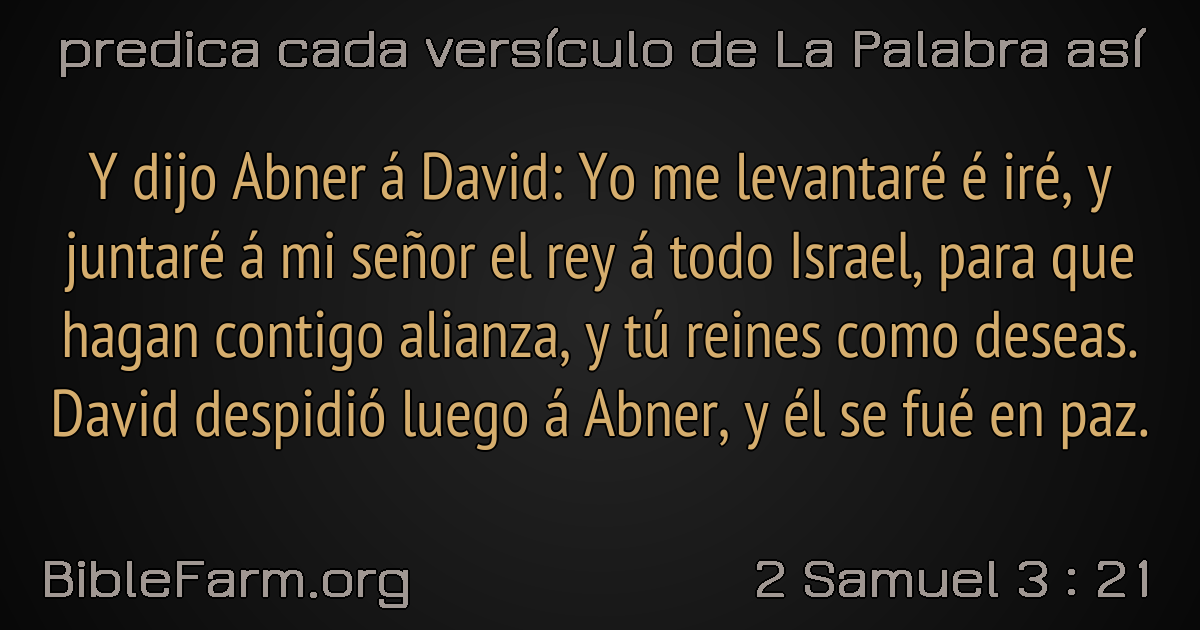 predica cada versículo de La Palabra así
Y dijo Abner á David: Yo me levantaré é iré, y
juntaré á mi señor el rey á todo Israel, para que
hagan contigo alianza, y tú reines como deseas.
David despidió luego á Abner, y él se fué en paz.
BibleFarm.org
2 Samuel 3 : 21